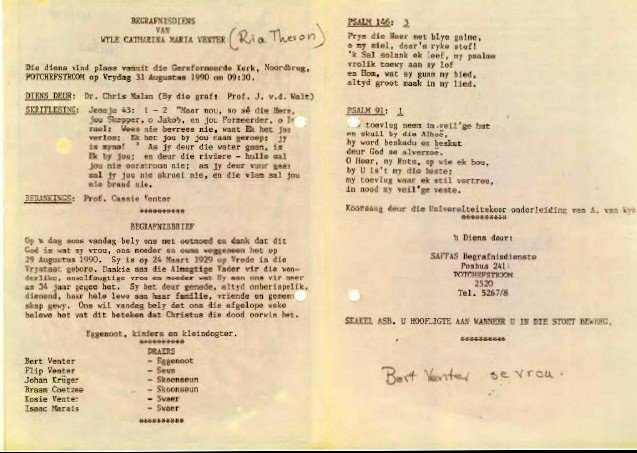 BEGRAFNISDIENS
VAN
WYLE CATHARINA MARIA VENTER (Ria Theron)
Die diens vind plaas vanuit die Gereformeerde Kerk, Noordbrug,
POTCHEFSTROOM op Vrydag 31 Augustus 1990 om 09:30.
DIENS DEUR: Dr. Chris Malan (By die graf: Prof. J. v.d. Walt)
SKRIFLESING: Jesaja 43: 1 - 2 "Maar nou, so sê die Here,
jou Skepper, o Jakob, en jou Formeerder, o Is
rael: Wees nie bevrees nie, want Ek het jou
verlos; Ek het jou by jou naam geroep; jy
is myne! ' As jy deur die water gaan, is
Ek by jou; en deur die riviere - hulle sal
jou nie oorstroom nie; as jy deur vuur gaan
sal jy jou nie skroei nie, en die vlam sal jou
nie brand nie.
BEDANKINGS: Prof. Cassie Venter
**********
BEGRAFNISBRIEF
Op 'n dag soos vandag bely ons met ootmoed en dank dat dit
God is wat sy vrou, ons moeder en ouma weggeneem het op
29 Augustus 1990. Sy is op 24 Maart 1929 op Vrede in die
Vrystaat gebore. Dankie aan die Almagtige Vader vir die won-
derlike, onselfsugtige vrou en moeder wat Hy aan ons vir meer
as 34 jaar gegee het. Sy het deur genade, altyd onberispelik,
dienend, haar hele lewe aan haar familie, vriende en gemeen
skap gewy. Ons wil vandag bely dat ons die afgelope weke
beleef het wat dit beteken dat Christus die dood oorwin het.
Eggenoot, kinders en kleindogter.
DRAERS
Bert Venter - Eggenoot
Flip Venter - Seun
Johan Krüger - Skoonseun
Braam Coetzee - Skoonseun
Kosie Venter - Swaer
Isaac Marais - Swaer
**********
PSALM 146: 3
Prys die Heer met blye galme,
o my siel, daar's ryke stof!
'k Sal solank ek leef, my psalme
vrolik toewy aan sy lof
en Hom, wat sy guns my bied,
altyd groot maak in my lied.
PSALM 91: 1
toevlug neem in veil'ge hut
en skuil by die Alhoë,
hy word beskadu en beskut
deur God se alvermoë.
O Heer, my Rots, op wie ek bou,
by U is't my die beste;
my toevlug waar ek stil vertrou,
in nood my veil'ge veste.
Koorsang deur die Universiteitskoor onderleiding van A. van Wyk
'n Diens deur:
SAFFAS Begrafnisdienste
Posbus 241
POTCHEFSTROOM
2520
Tel. 5267/8
SKAKEL ASB. U HOOFLIGTE AAN WANNEER U IN DIE STOET BEWEEG.
**********
Bert Venter se vrou.